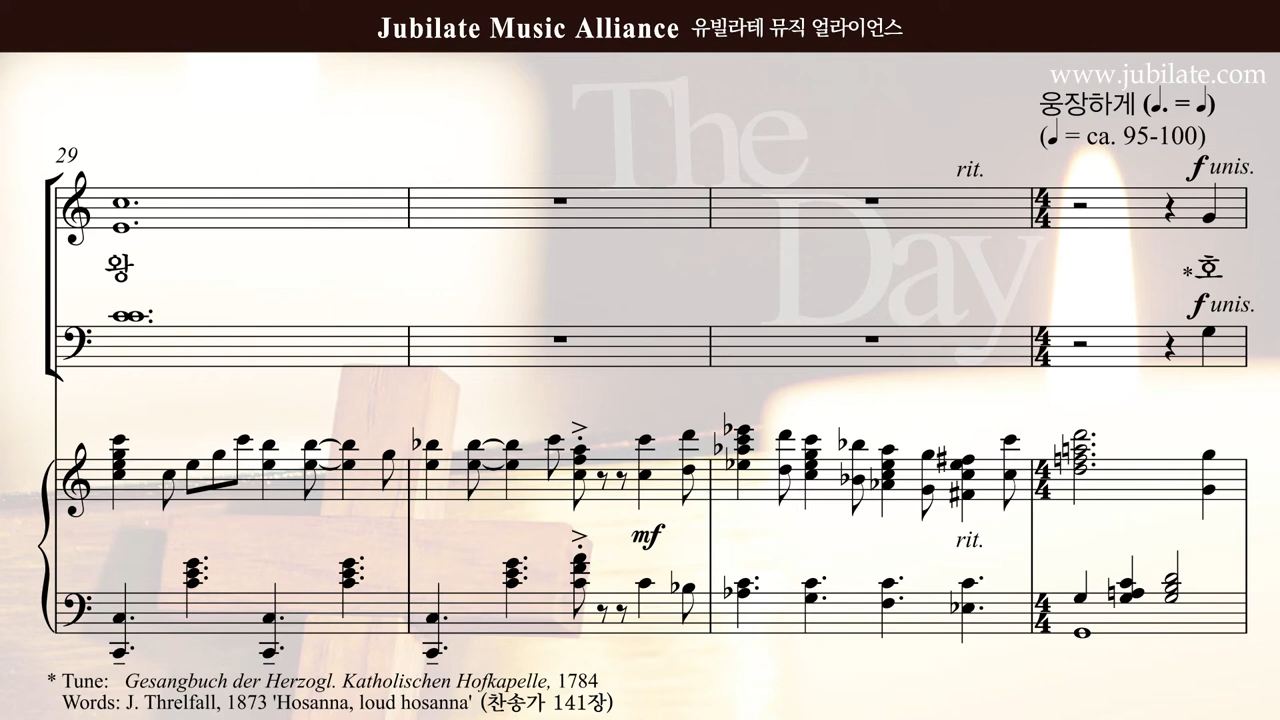 Jubilate Music Alliance 유빌라테 뮤직 얼라이언스
www.jubilate.com
The
Day
웅장하게 (♩. = ♩)
(♩ = ca. 95-100)
29
rit.
f unis.
왕
*호
f unis.
mf
rit.
* Tune: Gesangbuch der Herzogl. Katholischen Hofkapelle, 1784
Words: J. Threlfall, 1873 'Hosanna, loud hosanna' (찬송가 141장)